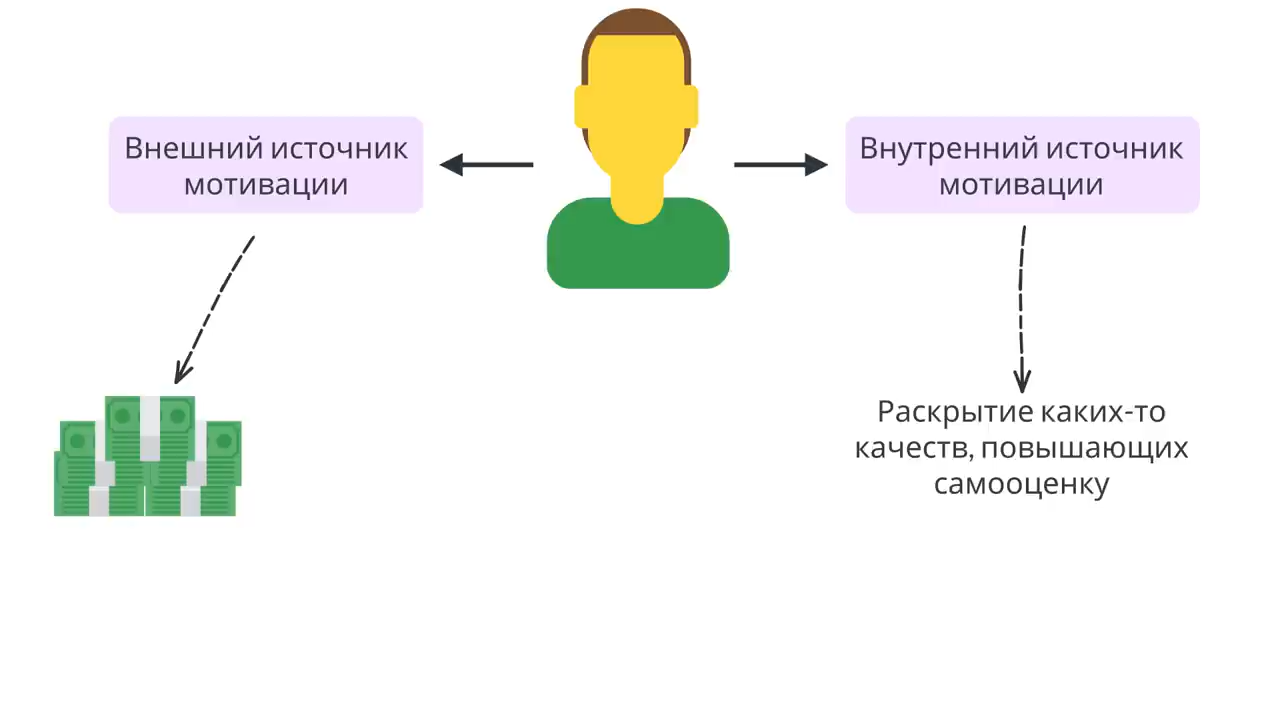 Внешний источник
мотивации
Внутренний источник
мотивации
Раскрытие каких-то
качеств, повышающих
самооценку